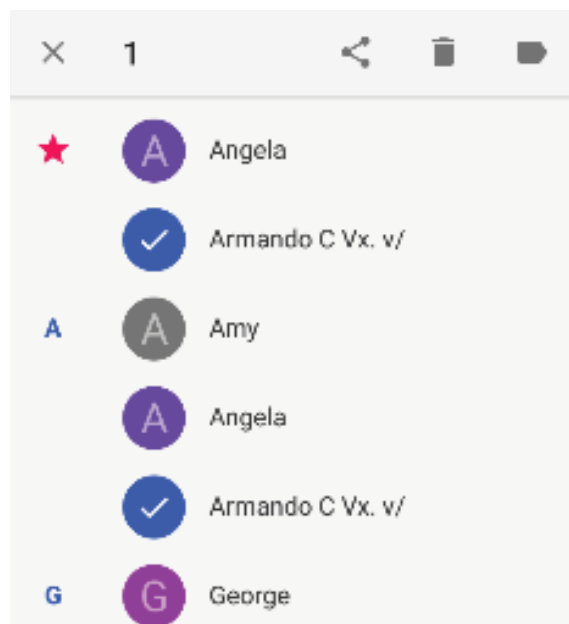 1
A Angela
Armando C Vx. v/
A A Amy
A Angela
Armando C Vx. v/
G G George